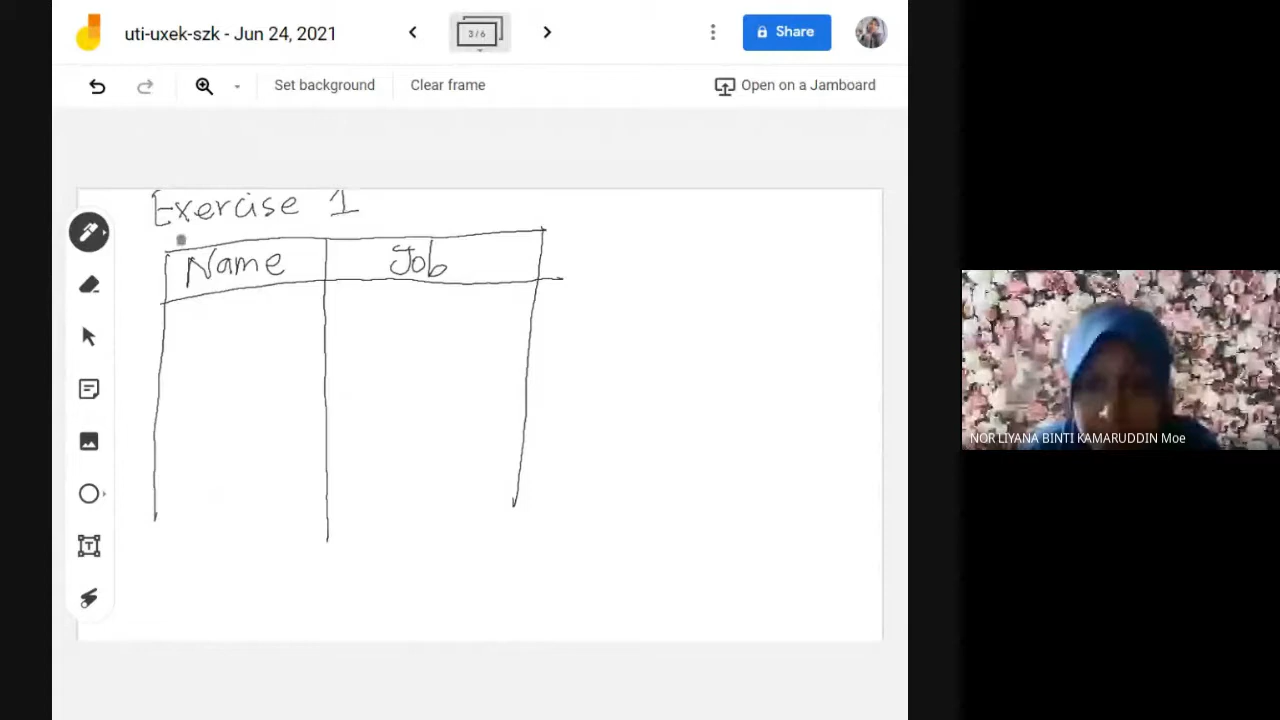 uti-uxek-szk - Jun 24, 2021
3/6
Share
Set background
Clear frame
Open on a Jamboard
Exercise 1
Name Job
NOR LIYANA BINTI KAMARUDDIN Moe